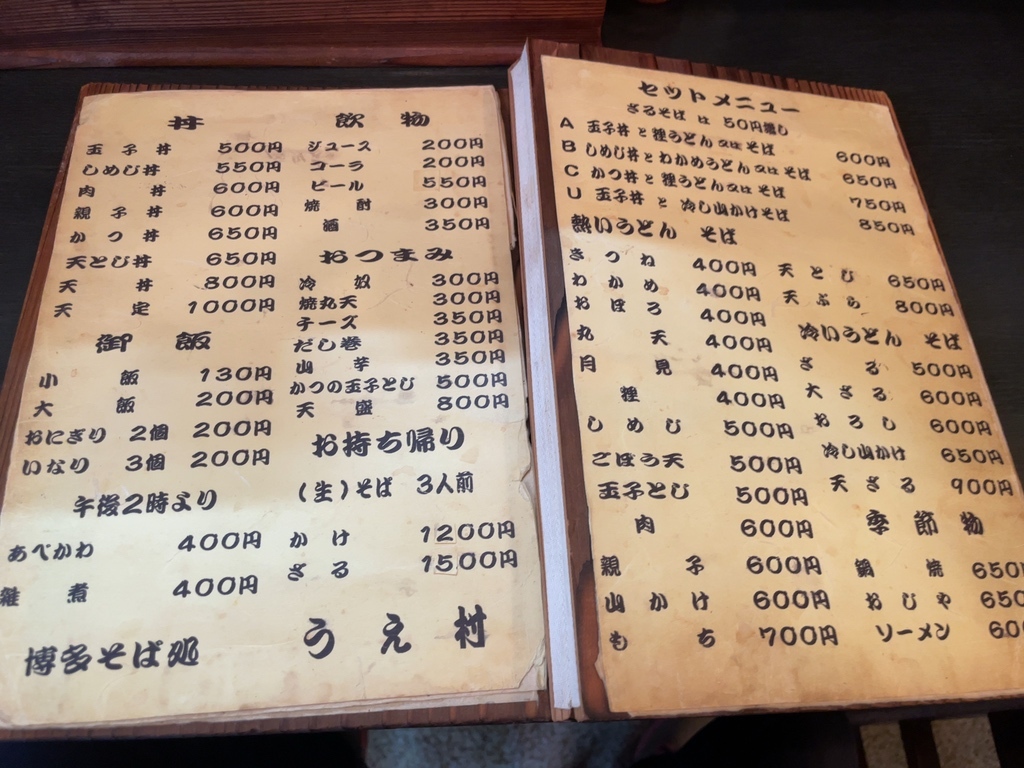 丼
玉子丼 500円
しめじ丼 550円
肉丼 600円
親子丼 600円
かつ丼 650円
天とじ丼 650円
天丼 800円
天定 1000円
御飯
小飯 130円
大飯 200円
おにぎり 2個 200円
いなり 3個 200円
午後2時より
あべかわ 400円
雑煮 400円
博多そば処
飲物
ジュース 200円
コーラ 200円
ビール 550円
焼酎 300円
酒 350円
おつまみ
冷奴 300円
焼丸天 300円
チーズ 350円
だし巻 350円
山芋 350円
かつの玉子とじ 500円
天盛 800円
お持ち帰り
(生)そば 3人前
かけ 1200円
ざる 1500円
うえ村
セットメニュー
ざるそば は 50円増し
A 玉子丼と狸うどん又はそば 600円
B しめじ丼とわかめうどん又はそば 650円
C かつ丼と狸うどん又はそば 750円
U 玉子丼と冷し山かけそば 850円
熱いうどん そば
きつね 400円
わかめ 400円
おぼろ 400円
丸天 400円
月見 400円
狸 400円
しめじ 500円
ごぼう天 500円
玉子とじ 500円
肉 600円
親子 600円
山かけ 600円
もち 700円
天とじ 650円
天ぷら 800円
冷いうどん そば
ざる 500円
大ざる 600円
おろし 600円
冷し山かけ 650円
天ざる 900円
季節物
鍋焼 650円
おじや 650
ソーメン 60